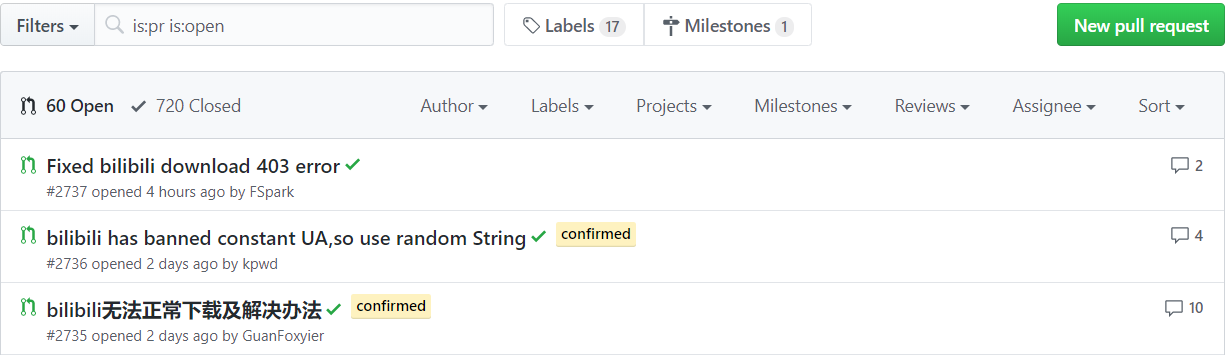 Filters is:pr is:open Labels 17 Milestones 1 New pull request
60 Open 720 Closed Author Labels Projects Milestones Reviews Assignee Sort
Fixed bilibili download 403 error 2
#2737 opened 4 hours ago by FSpark
bilibili has banned constant UA,so use random String confirmed 4
#2736 opened 2 days ago by kpwd
bilibili无法正常下载及解决办法 confirmed 10
#2735 opened 2 days ago by GuanFoxyier